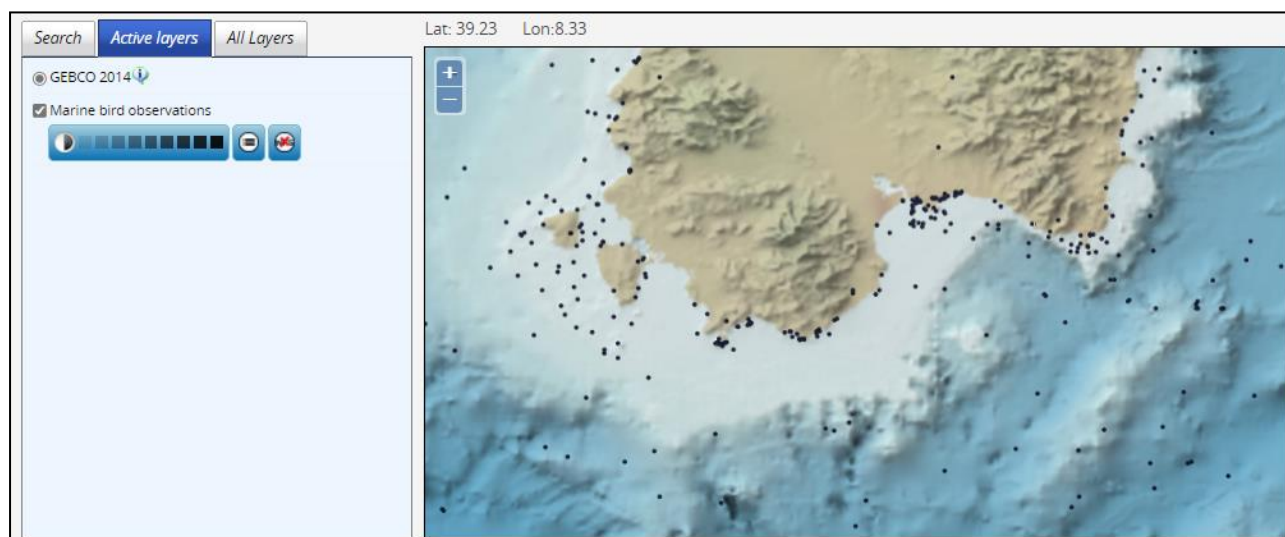 Search Active layers All Layers
Lat: 39.23 Lon:8.33
GEBCO 2014
Marine bird observations